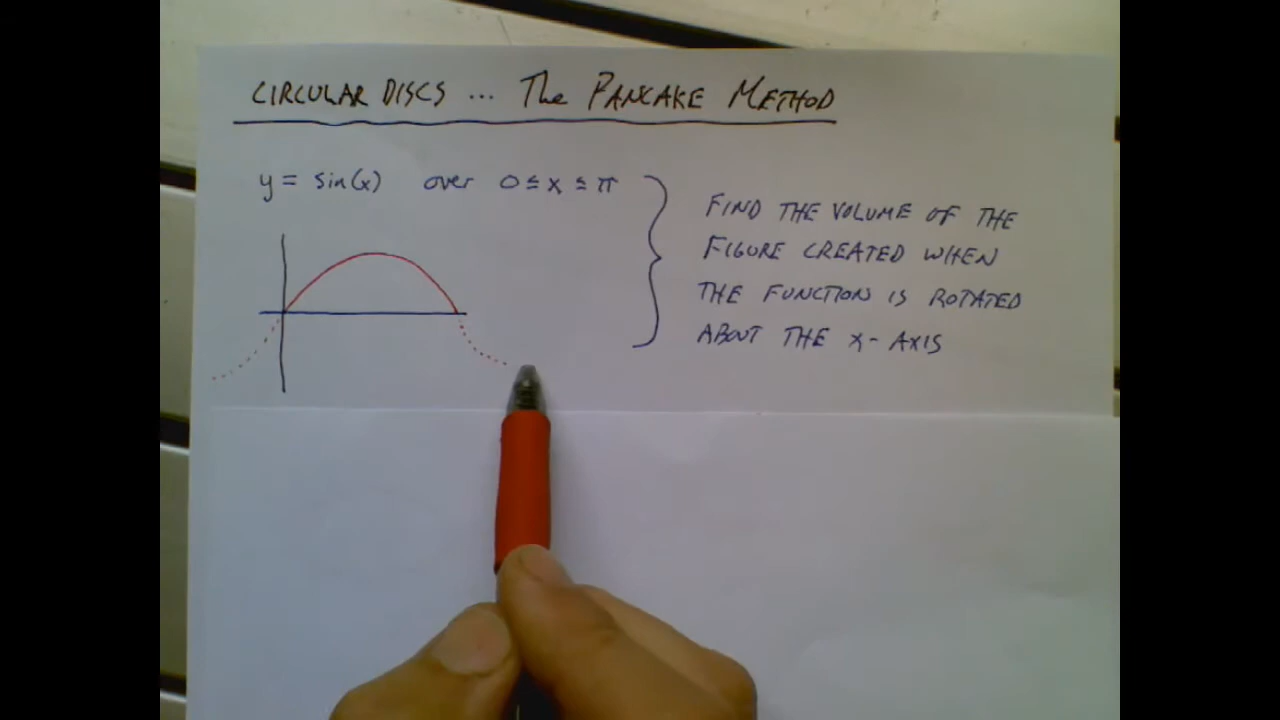 CIRCULAR DISCS ... The PANCAKE METHOD
y = sin(x) over 0 ≤ x ≤ π
FIND THE VOLUME OF THE
FIGURE CREATED WHEN
THE FUNCTION IS ROTATED
ABOUT THE x-AXIS